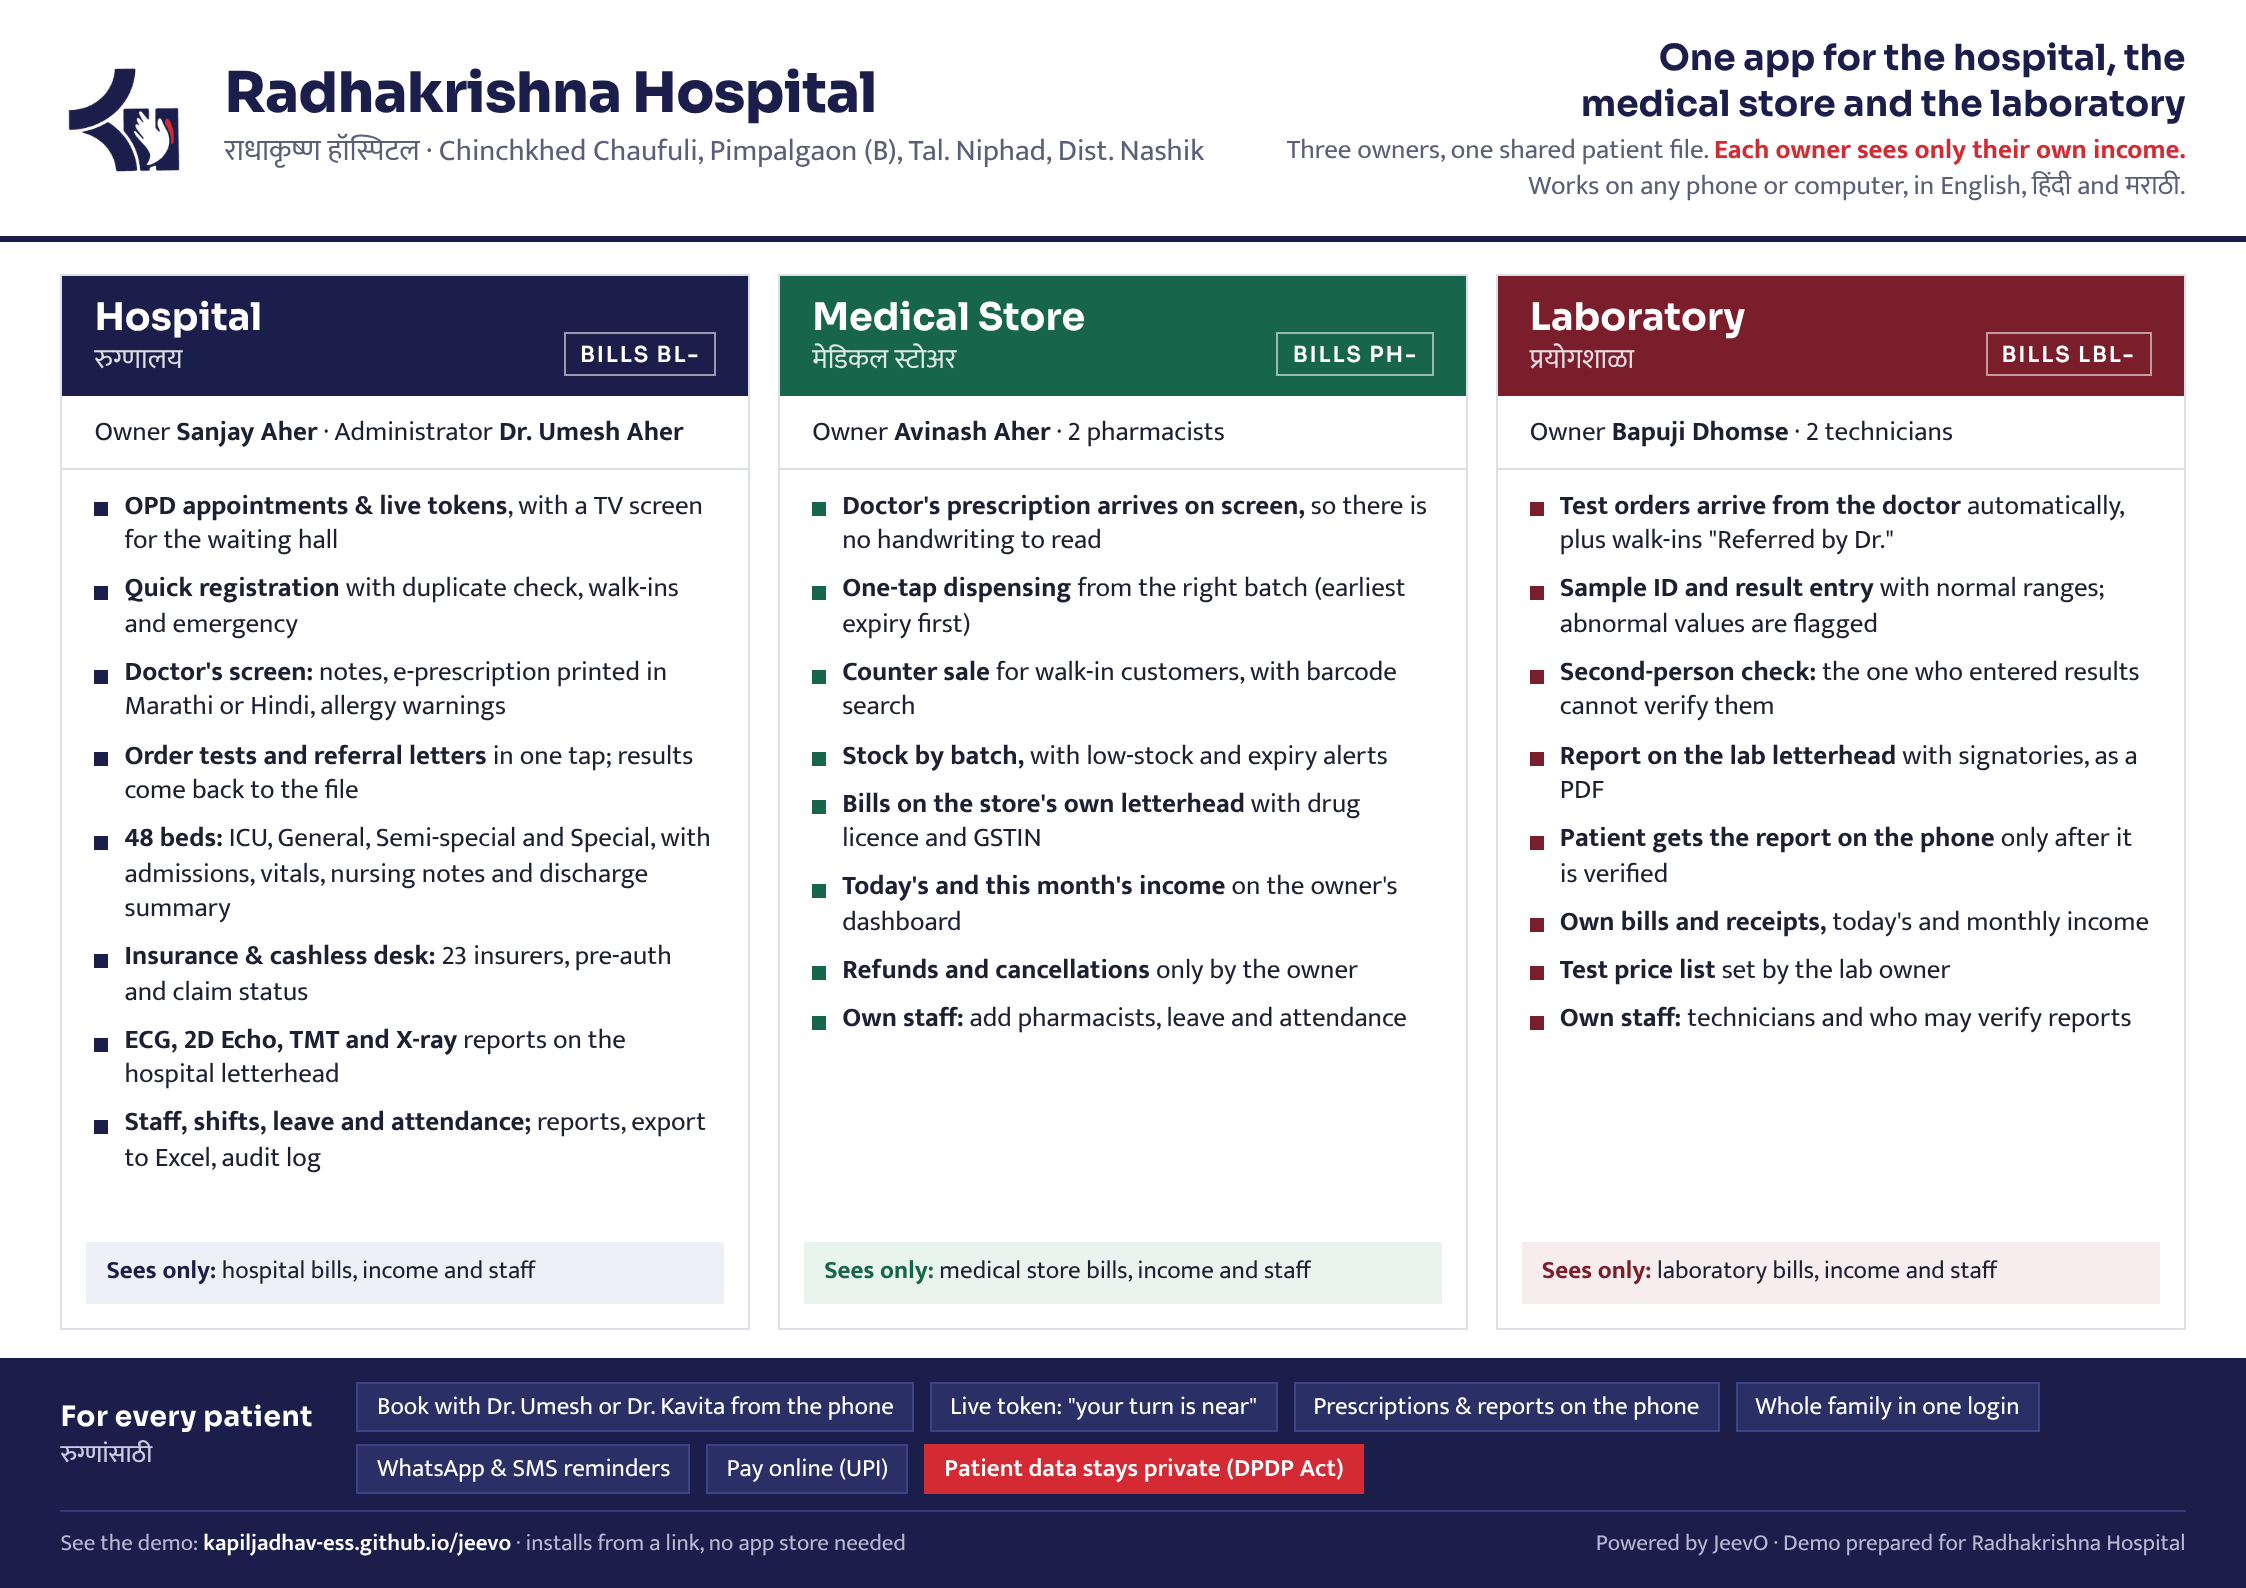 Radhakrishna Hospital
राधाकृष्ण हॉस्पिटल · Chinchkhed Chaufuli, Pimpalgaon (B), Tal. Niphad, Dist. Nashik
One app for the hospital, the
medical store and the laboratory
Three owners, one shared patient file. Each owner sees only their own income.
Works on any phone or computer, in English, हिंदी and मराठी.
Hospital
रुग्णालय
BILLS BL-
Owner Sanjay Aher · Administrator Dr. Umesh Aher
OPD appointments & live tokens, with a TV screen
for the waiting hall
Quick registration with duplicate check, walk-ins
and emergency
Doctor's screen: notes, e-prescription printed in
Marathi or Hindi, allergy warnings
Order tests and referral letters in one tap; results
come back to the file
48 beds: ICU, General, Semi-special and Special, with
admissions, vitals, nursing notes and discharge
summary
Insurance & cashless desk: 23 insurers, pre-auth
and claim status
ECG, 2D Echo, TMT and X-ray reports on the
hospital letterhead
Staff, shifts, leave and attendance; reports, export
to Excel, audit log
Sees only: hospital bills, income and staff
Medical Store
मेडिकल स्टोअर
BILLS PH-
Owner Avinash Aher · 2 pharmacists
Doctor's prescription arrives on screen, so there is
no handwriting to read
One-tap dispensing from the right batch (earliest
expiry first)
Counter sale for walk-in customers, with barcode
search
Stock by batch, with low-stock and expiry alerts
Bills on the store's own letterhead with drug
licence and GSTIN
Today's and this month's income on the owner's
dashboard
Refunds and cancellations only by the owner
Own staff: add pharmacists, leave and attendance
Sees only: medical store bills, income and staff
Laboratory
प्रयोगशाळा
BILLS LBL-
Owner Bapuji Dhomse · 2 technicians
Test orders arrive from the doctor automatically,
plus walk-ins "Referred by Dr."
Sample ID and result entry with normal ranges;
abnormal values are flagged
Second-person check: the one who entered results
cannot verify them
Report on the lab letterhead with signatories, as a
PDF
Patient gets the report on the phone only after it
is verified
Own bills and receipts, today's and monthly income
Test price list set by the lab owner
Own staff: technicians and who may verify reports
Sees only: laboratory bills, income and staff
For every patient
रुग्णांसाठी
Book with Dr. Umesh or Dr. Kavita from the phone
Live token: "your turn is near"
Prescriptions & reports on the phone
Whole family in one login
WhatsApp & SMS reminders
Pay online (UPI)
Patient data stays private (DPDP Act)
See the demo: kapiljadhav-ess.github.io/jeevo · installs from a link, no app store needed
Powered by JeevO · Demo prepared for Radhakrishna Hospital